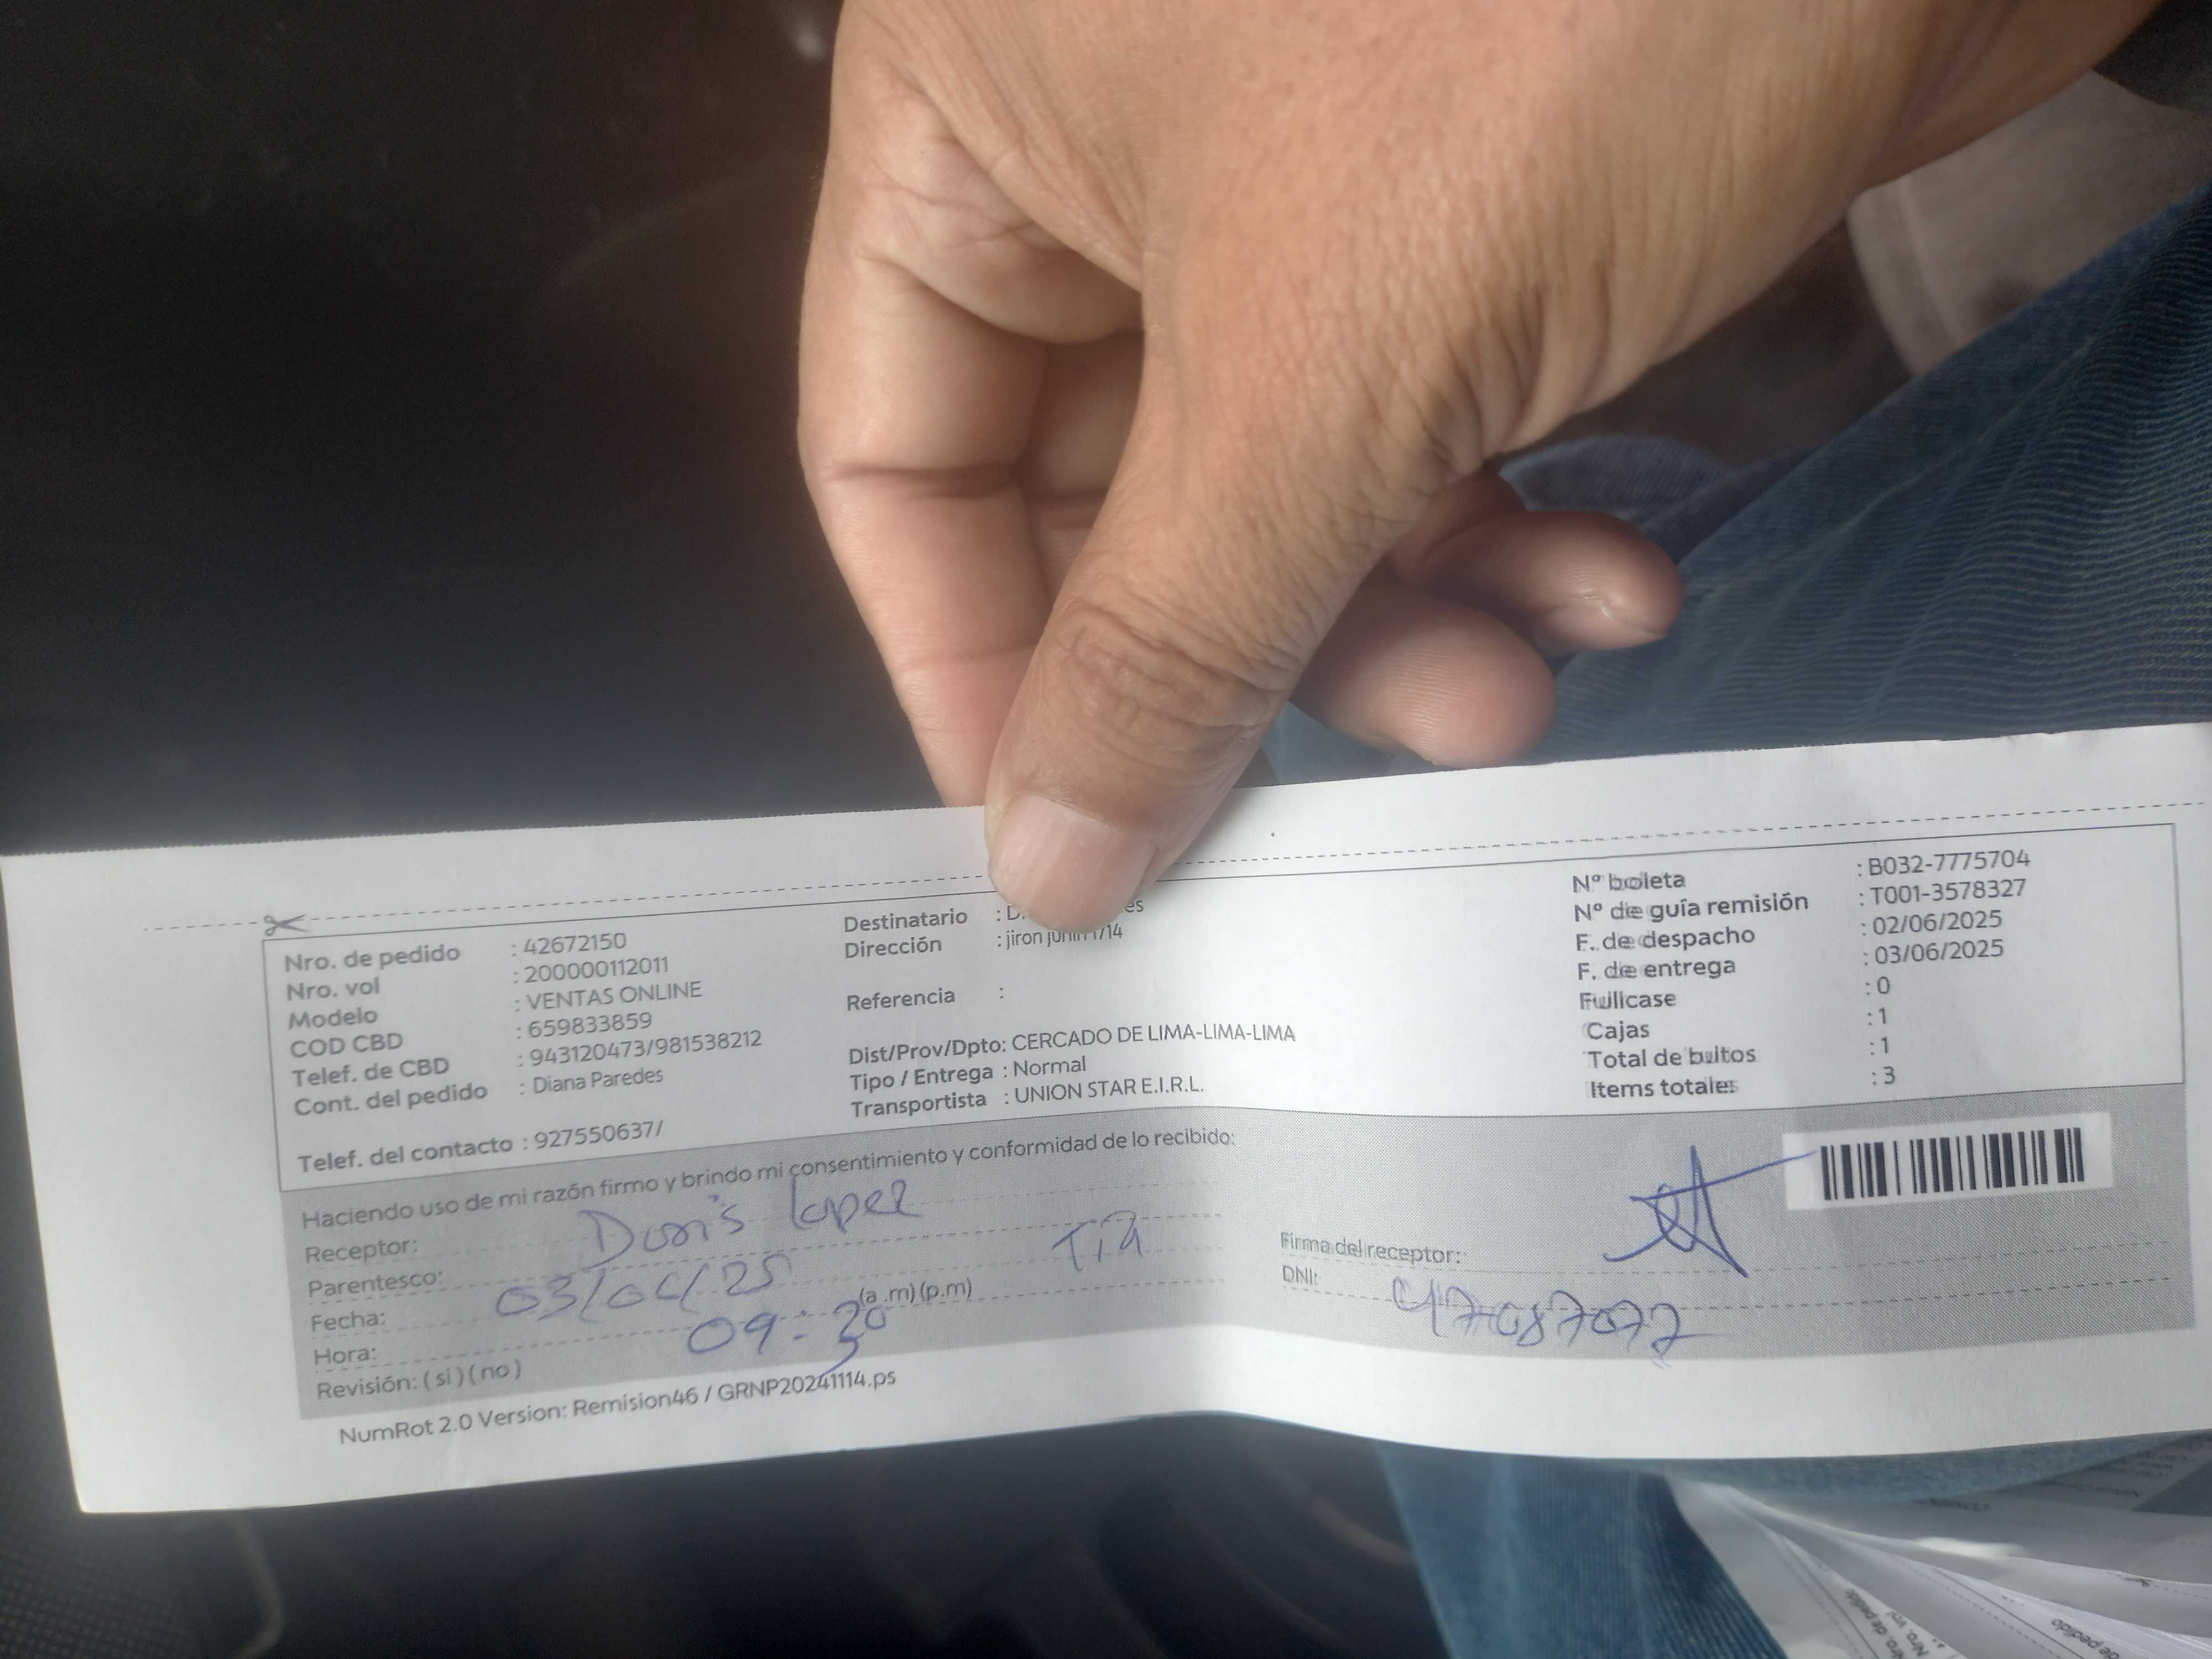 Nro. de pedido : 42672150
Nro. vol : 200000112011
Modelo : VENTAS ONLINE
COD CBD : 659833859
Telef. de CBD : 943120473/981538212
Cont. del pedido : Diana Paredes
Telef. del contacto : 927550637/
Destinatario : D.
Dirección : jiron junin 1714
Referencia :
Dist/Prov/Dpto: CERCADO DE LIMA-LIMA-LIMA
Tipo / Entrega : Normal
Transportista : UNION STAR E.I.R.L.
Nº boleta : B032-7775704
Nº de guía remisión : T001-3578327
F. de despacho : 02/06/2025
F. de entrega : 03/06/2025
Fullcase : 0
Cajas : 1
Total de bultos : 1
Items totales : 3
Haciendo uso de mi razón firmo y brindo mi consentimiento y conformidad de lo recibido:
Receptor: Doris Lopez
Parentesco: Tia
Fecha: 03/06/25
Hora: 09:30 (a .m) (p.m)
Revisión: ( si ) ( no )
Firma del receptor:
DNI: 47087077
NumRot 2.0 Version: Remision46 / GRNP20241114.ps